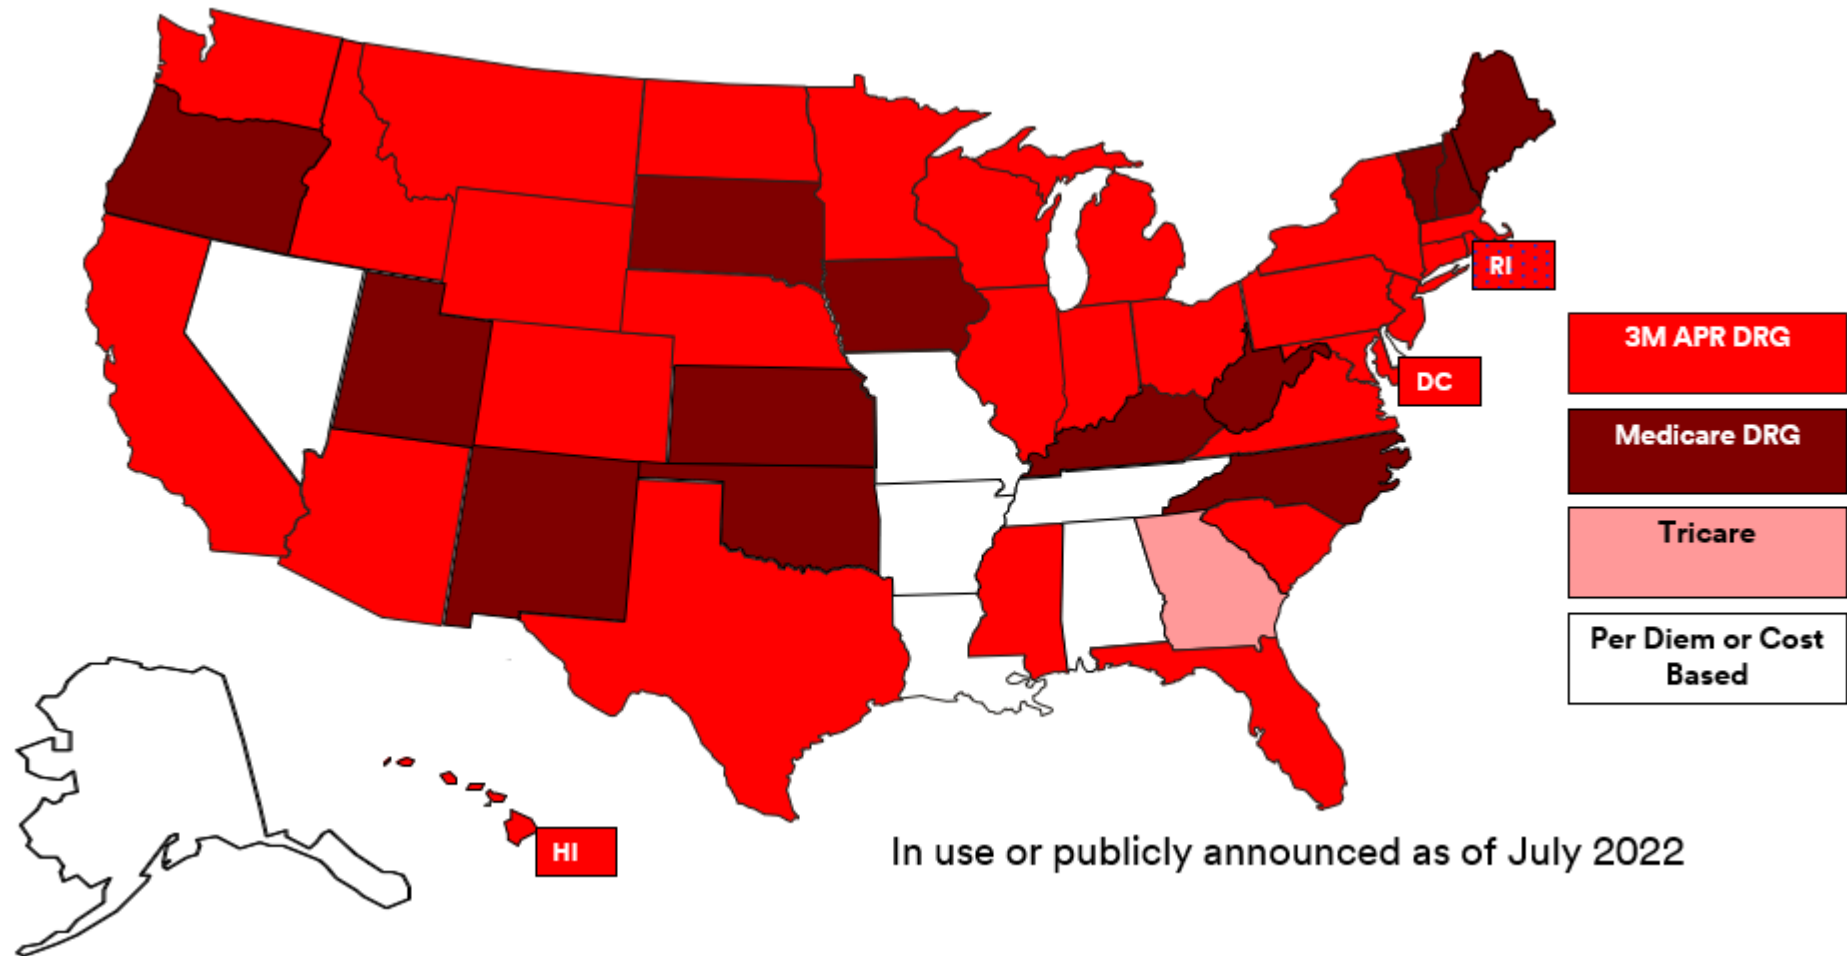 RI
3M APR DRG
DC
Medicare DRG
Tricare
Per Diem or Cost
Based
HI
In use or publicly announced as of July 2022